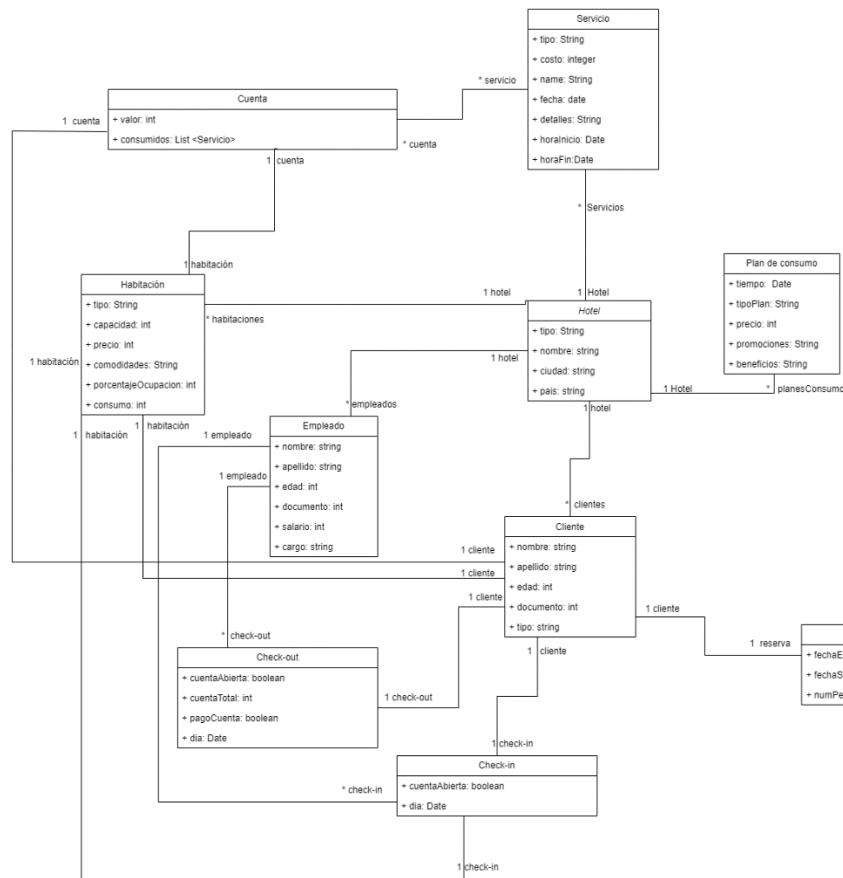 Servicio
+ tipo: String
+ costo: integer
+ name: String
+ fecha: date
+ detalles: String
+ horaInicio: Date
+ horaFin:Date
* servicio
Cuenta
+ valor: int
+ consumidos: List <Servicio>
1 cuenta
* cuenta
1 cuenta
* Servicios
1 habitación
Habitación
+ tipo: String
+ capacidad: int
+ precio: int
+ comodidades: String
+ porcentajeOcupacion: int
+ consumo: int
1 hotel
* habitaciones
1 Hotel
Hotel
+ tipo: String
+ nombre: string
+ ciudad: string
+ pais: string
Plan de consumo
+ tiempo: Date
+ tipoPlan: String
+ precio: int
+ promociones: String
+ beneficios: String
1 habitación
1 hotel
1 Hotel
* planesConsumo
* empleados
1 hotel
1 habitación
1 habitación
1 empleado
Empleado
+ nombre: string
+ apellido: string
+ edad: int
+ documento: int
+ salario: int
+ cargo: string
1 empleado
* clientes
Cliente
+ nombre: string
+ apellido: string
+ edad: int
+ documento: int
+ tipo: string
1 cliente
1 cliente
1 cliente
1 cliente
1 reserva
+ fechaE
+ fechaS
+ numPe
* check-out
Check-out
+ cuentaAbierta: boolean
+ cuentaTotal: int
+ pagoCuenta: boolean
+ dia: Date
1 cliente
1 check-out
1 check-in
Check-in
+ cuentaAbierta: boolean
+ dia: Date
* check-in
1 check-in